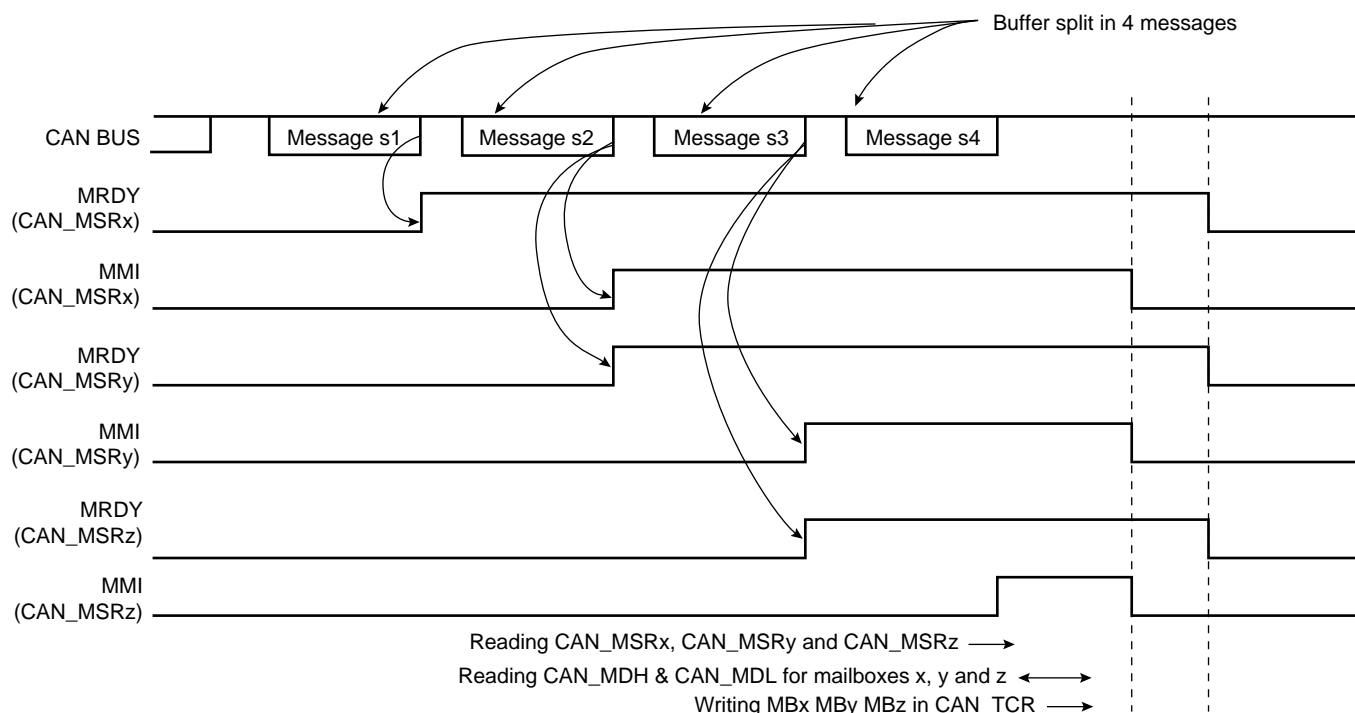 Buffer split in 4 messages
CAN BUS
Message s1
Message s2
Message s3
Message s4
MRDY
(CAN_MSRx)
MMI
(CAN_MSRx)
MRDY
(CAN_MSRy)
MMI
(CAN_MSRy)
MRDY
(CAN_MSRz)
MMI
(CAN_MSRz)
Reading CAN_MSRx, CAN_MSRy and CAN_MSRz
Reading CAN_MDH & CAN_MDL for mailboxes x, y and z
Writing MBx MBy MBz in CAN_TCR